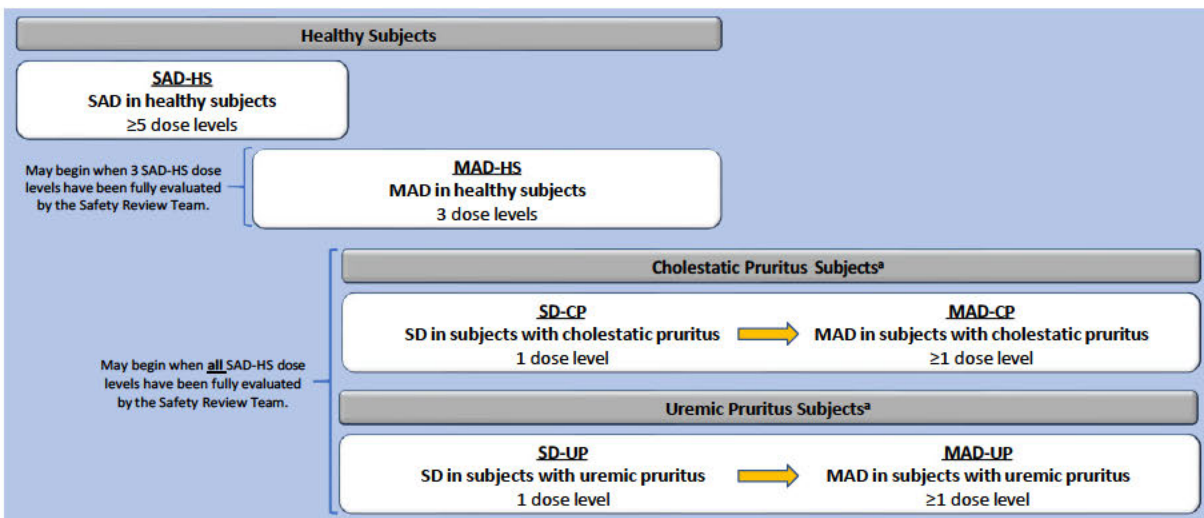 Healthy Subjects
SAD-HS
SAD in healthy subjects
≥5 dose levels
May begin when 3 SAD-HS dose
levels have been fully evaluated
by the Safety Review Team.
MAD-HS
MAD in healthy subjects
3 dose levels
Cholestatic Pruritus Subjectsª
SD-CP
SD in subjects with cholestatic pruritus
1 dose level
MAD-CP
MAD in subjects with cholestatic pruritus
≥1 dose level
May begin when all SAD-HS dose
levels have been fully evaluated
by the Safety Review Team.
Uremic Pruritus Subjectsª
SD-UP
SD in subjects with uremic pruritus
1 dose level
MAD-UP
MAD in subjects with uremic pruritus
≥1 dose level